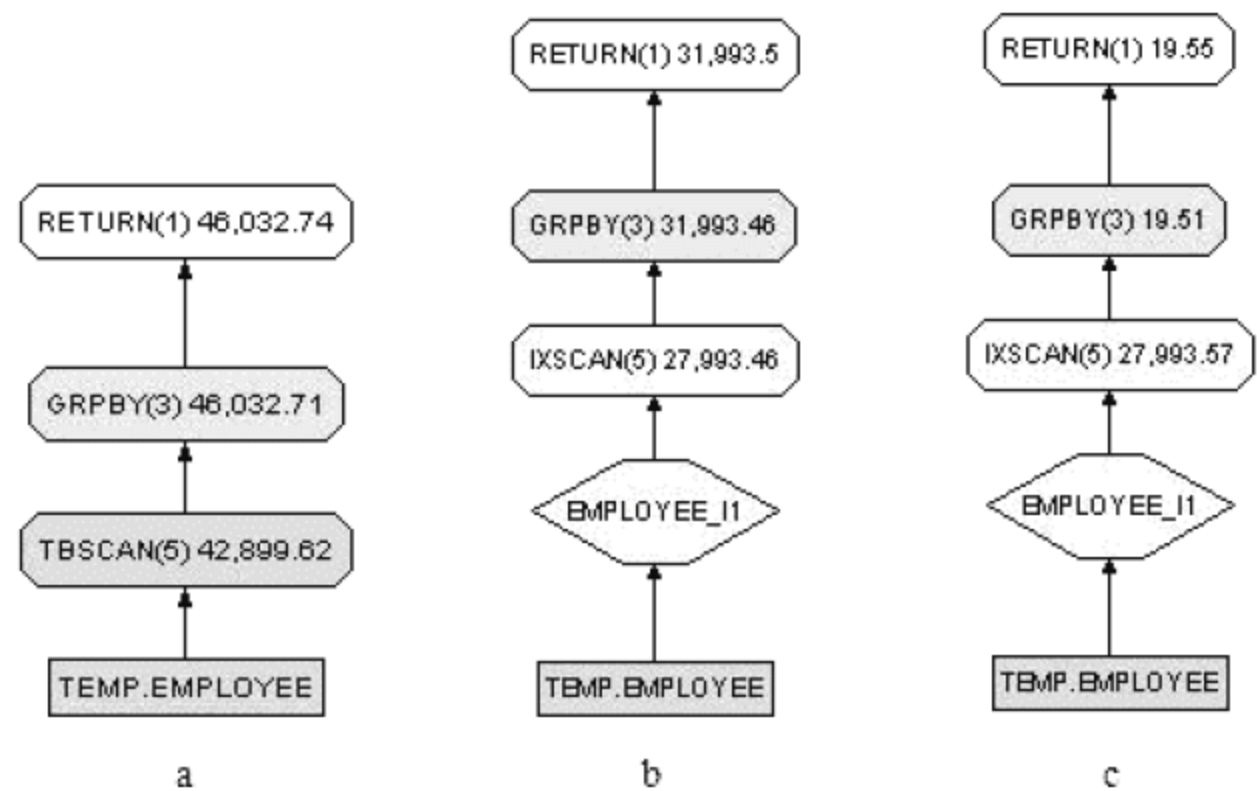 RETURN(1) 46,032.74
GRPBY(3) 46,032.71
TBSCAN(5) 42,899.62
TEMP.EMPLOYEE
a
RETURN(1) 31,993.5
GRPBY(3) 31,993.46
IXSCAN(5) 27,993.46
EMPLOYEE_I1
TEMP.EMPLOYEE
b
RETURN(1) 19.55
GRPBY(3) 19.51
IXSCAN(5) 27,993.57
EMPLOYEE_I1
TEMP.EMPLOYEE
c